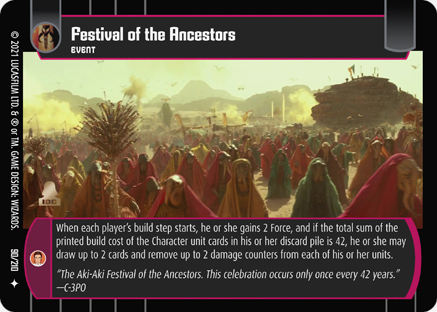 Festival of the Ancestors
EVENT
© 2021 LUCASFILM LTD. & ® or TM. GAME DESIGN: WIZARDS.
IDC
When each player's build step starts, he or she gains 2 Force, and if the total sum of the
printed build cost of the Character unit cards in his or her discard pile is 42, he or she may
draw up to 2 cards and remove up to 2 damage counters from each of his or her units.
"The Aki-Aki Festival of the Ancestors. This celebration occurs only once every 42 years."
—C-3PO